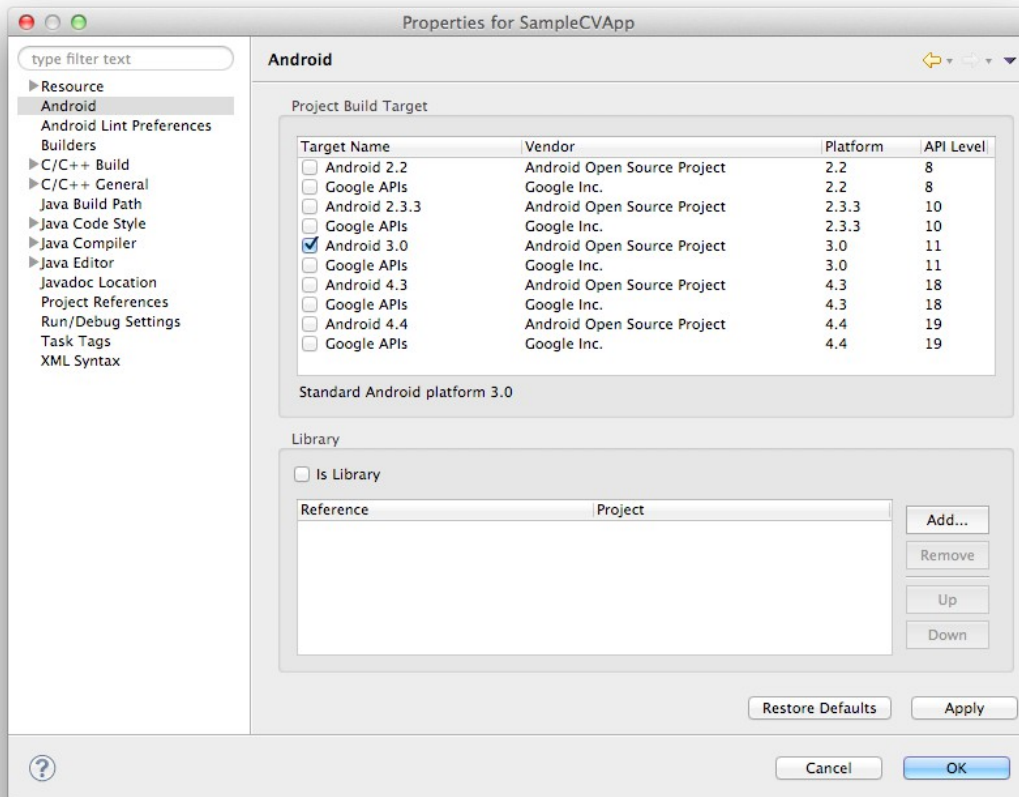 Properties for SampleCVApp
type filter text
Resource
Android
Android Lint Preferences
Builders
C/C++ Build
C/C++ General
Java Build Path
Java Code Style
Java Compiler
Java Editor
Javadoc Location
Project References
Run/Debug Settings
Task Tags
XML Syntax
Android
Project Build Target
Target Name Vendor Platform API Level
Android 2.2 Android Open Source Project 2.2 8
Google APIs Google Inc. 2.2 8
Android 2.3.3 Android Open Source Project 2.3.3 10
Google APIs Google Inc. 2.3.3 10
Android 3.0 Android Open Source Project 3.0 11
Google APIs Google Inc. 3.0 11
Android 4.3 Android Open Source Project 4.3 18
Google APIs Google Inc. 4.3 18
Android 4.4 Android Open Source Project 4.4 19
Google APIs Google Inc. 4.4 19
Standard Android platform 3.0
Library
Is Library
Reference Project
Add...
Remove
Up
Down
Restore Defaults Apply
? Cancel OK